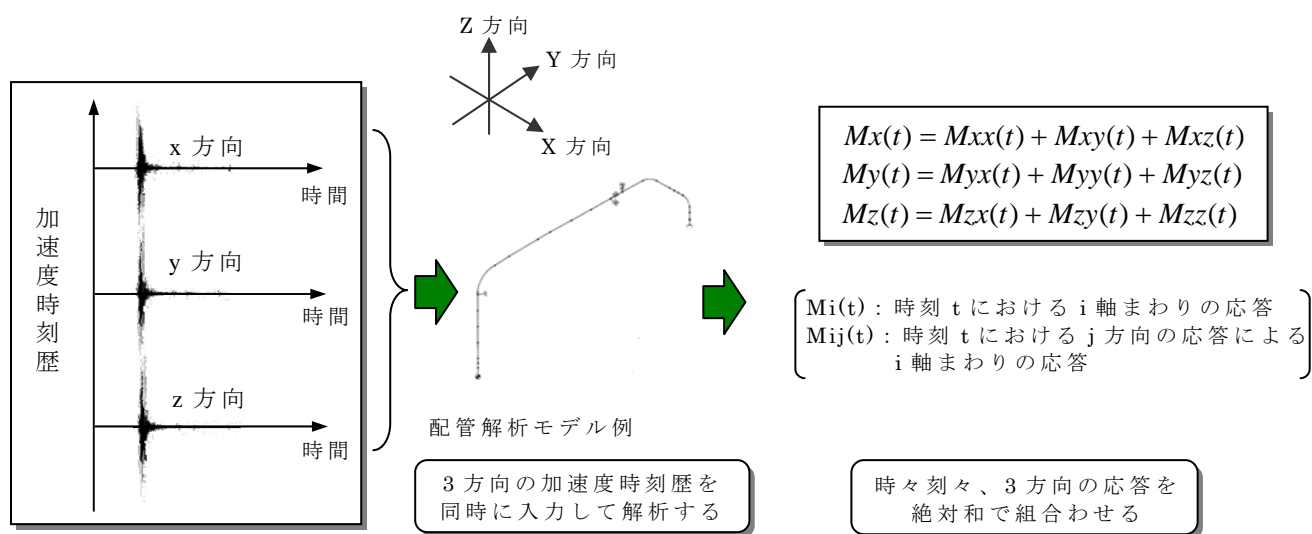 Z 方向
Y 方向
X 方向
加速度時刻歴
x 方向
時間
y 方向
時間
z 方向
時間
配管解析モデル例
3 方向の加速度時刻歴を
同時に入力して解析する
Mx(t) = Mxx(t) + Mxy(t) + Mxz(t)
My(t) = Myx(t) + Myy(t) + Myz(t)
Mz(t) = Mzx(t) + Mzy(t) + Mzz(t)
Mi(t) : 時刻 t における i 軸まわりの応答
Mij(t) : 時刻 t における j 方向の応答による
i 軸まわりの応答
時々刻々、3 方向の応答を
絶対和で組合わせる